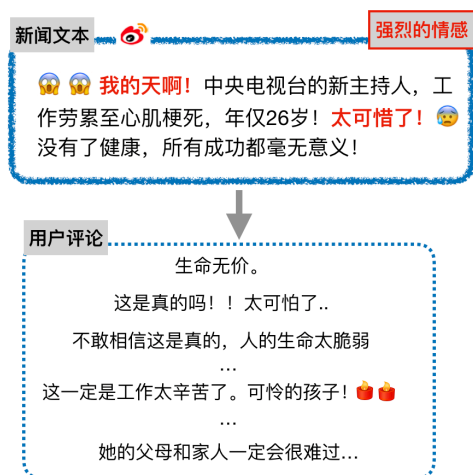 新闻文本
强烈的情感
😱 😱 我的天啊！中央电视台的新主持人，工
作劳累至心肌梗死，年仅26岁！太可惜了！😰
没有了健康，所有成功都毫无意义！
用户评论
生命无价。
这是真的吗！！太可怕了..
不敢相信这是真的，人的生命太脆弱
...
这一定是工作太辛苦了。可怜的孩子！🕯🕯
...
她的父母和家人一定会很难过...